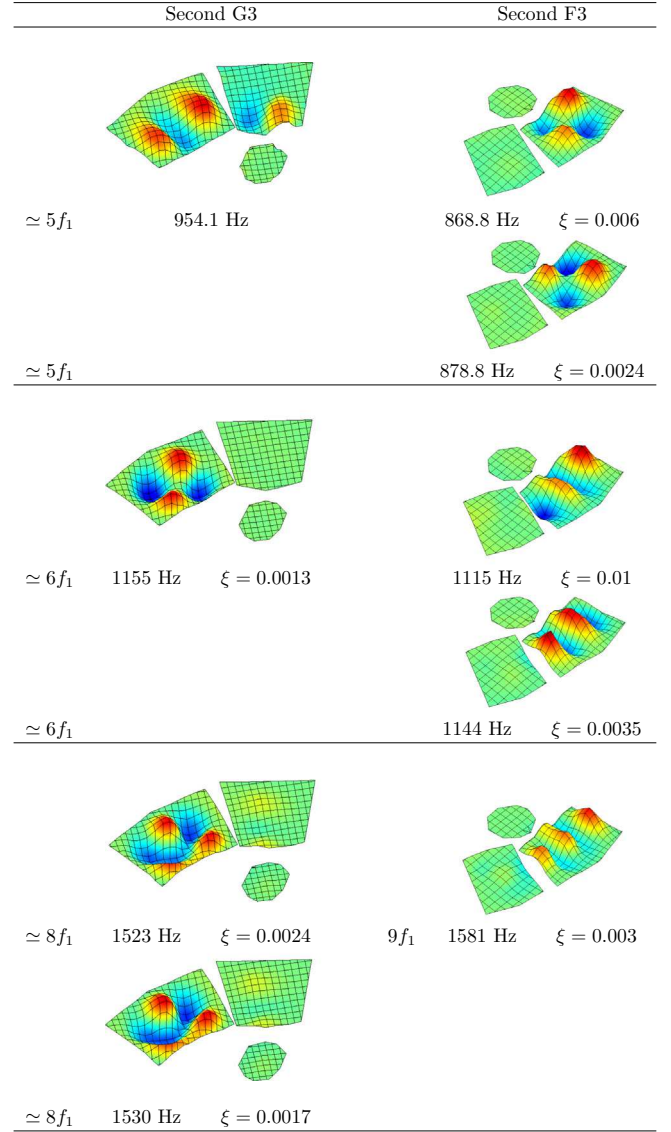 Second G3 Second F3
≃ 5f₁ 954.1 Hz 868.8 Hz ξ = 0.006
≃ 5f₁ 878.8 Hz ξ = 0.0024
≃ 6f₁ 1155 Hz ξ = 0.0013 1115 Hz ξ = 0.01
≃ 6f₁ 1144 Hz ξ = 0.0035
≃ 8f₁ 1523 Hz ξ = 0.0024 9f₁ 1581 Hz ξ = 0.003
≃ 8f₁ 1530 Hz ξ = 0.0017